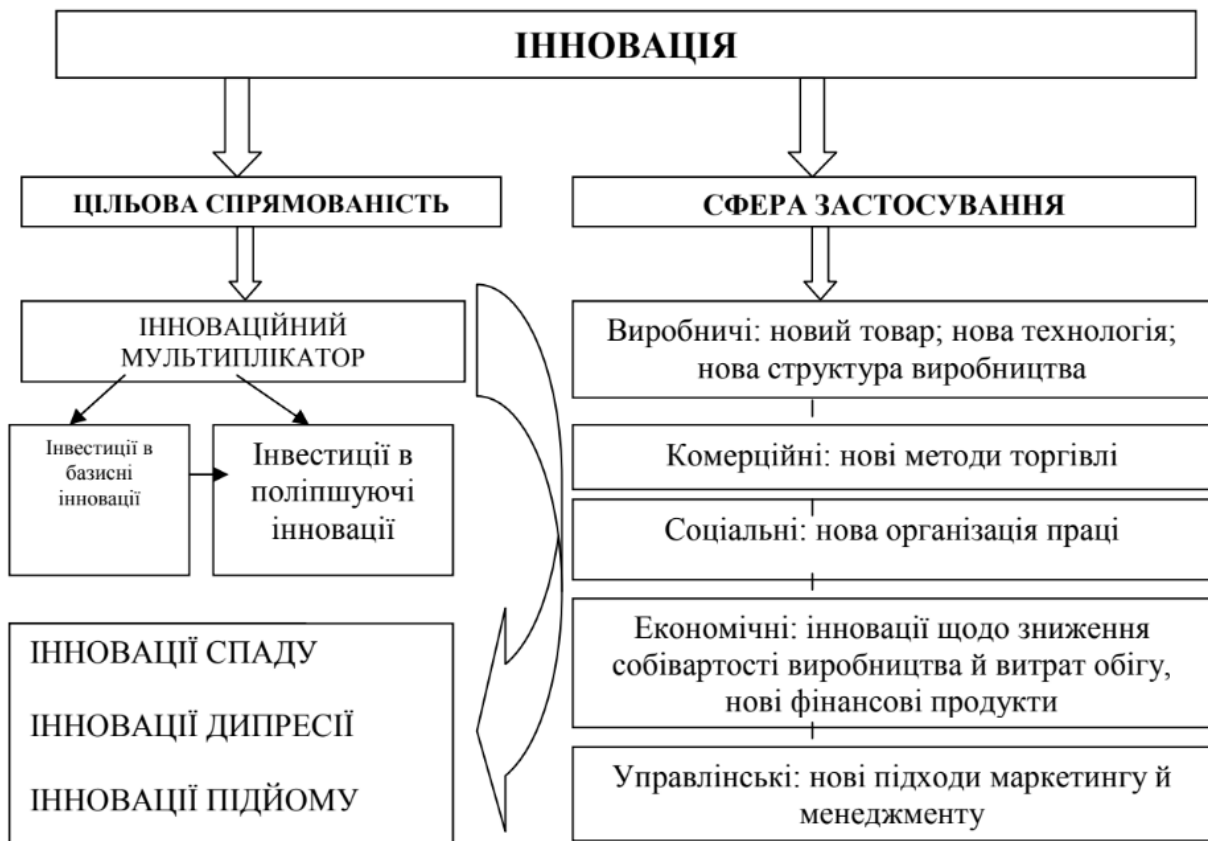 ІННОВАЦІЯ
ЦІЛЬОВА СПРЯМОВАНІСТЬ
ІННОВАЦІЙНИЙ
МУЛЬТИПЛІКАТОР
Інвестиції в
базисні
інновації
Інвестиції в
поліпшуючі
інновації
ІННОВАЦІЇ СПАДУ
ІННОВАЦІЇ ДИПРЕСІЇ
ІННОВАЦІЇ ПІДЙОМУ
СФЕРА ЗАСТОСУВАННЯ
Виробничі: новий товар; нова технологія;
нова структура виробництва
Комерційні: нові методи торгівлі
Соціальні: нова організація праці
Економічні: інновації щодо зниження
собівартості виробництва й витрат обігу,
нові фінансові продукти
Управлінські: нові підходи маркетингу й
менеджменту